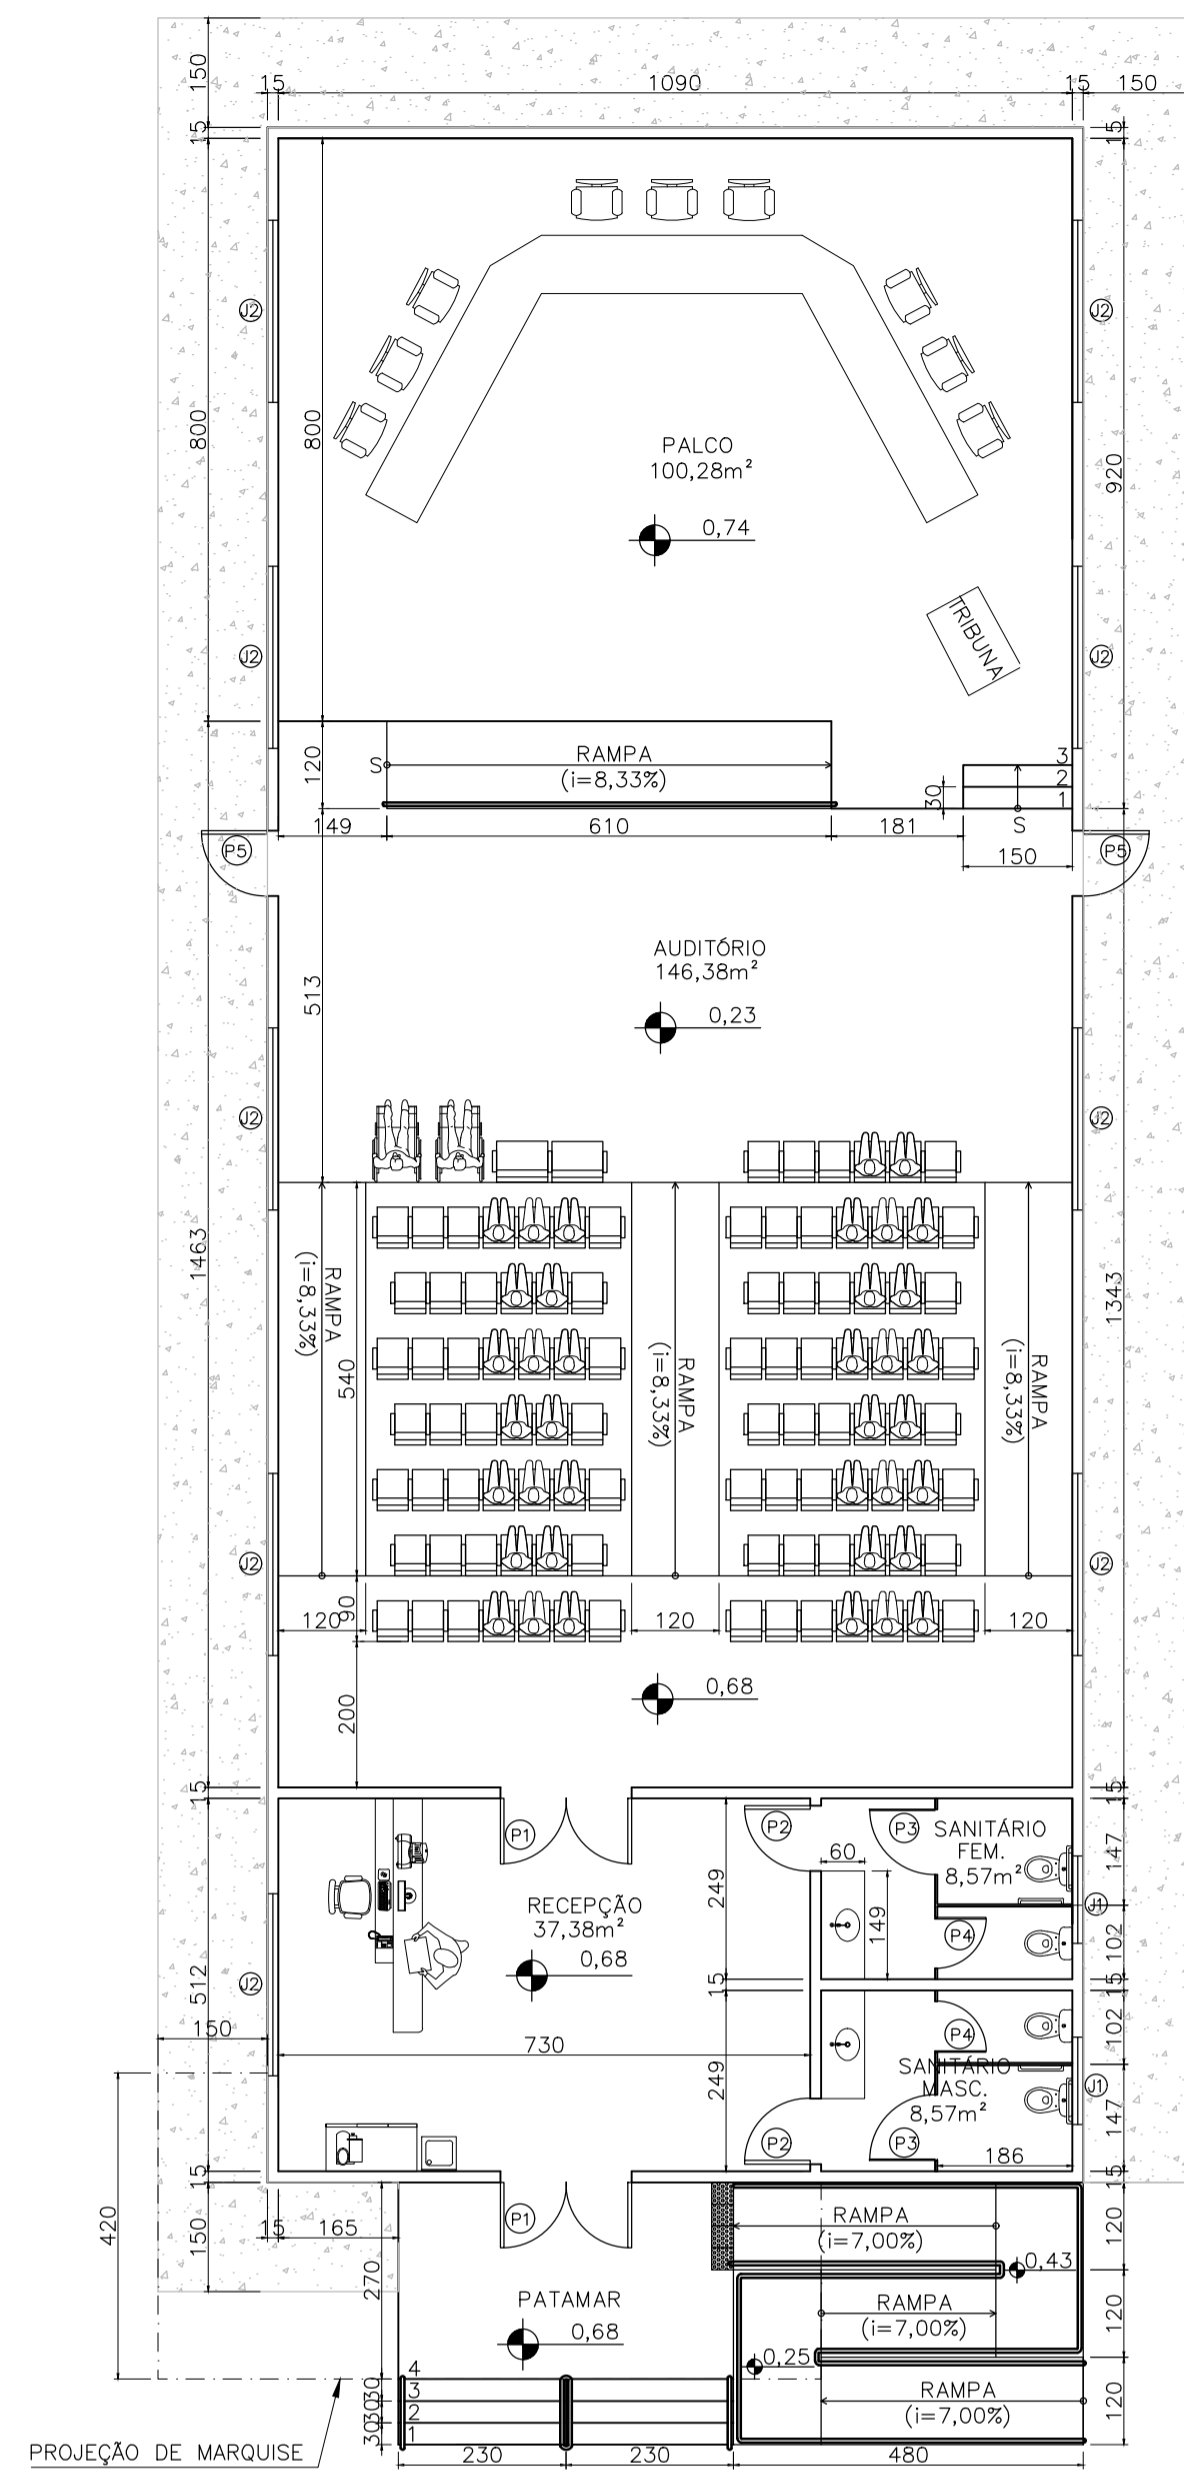 150
15
1090
15
150
15
15
J2
J2
800
800
PALCO
100,28m²
920
0,74
TRIBUNA
J2
J2
120
S
RAMPA
(i=8,33%)
3
2
1
30
149
610
181
S
150
P5
P5
AUDITÓRIO
146,38m²
513
0,23
J2
J2
1463
RAMPA
(i=8,33%)
540
RAMPA
(i=8,33%)
RAMPA
(i=8,33%)
1343
J2
J2
120
90
120
120
0,68
200
15
15
P1
P2
P3
SANITÁRIO
FEM.
8,57m²
147
60
249
149
RECEPÇÃO
37,38m²
0,68
J1
P4
102
512
J2
15
15
150
730
P4
102
SANITÁRIO
MASC.
8,57m²
249
J1
147
P2
P3
186
15
15
420
150
15
165
P1
270
RAMPA
(i=7,00%)
120
0,43
PATAMAR
0,68
RAMPA
(i=7,00%)
120
0,25
4
3
2
1
30
30
30
RAMPA
(i=7,00%)
120
PROJEÇÃO DE MARQUISE
230
230
480